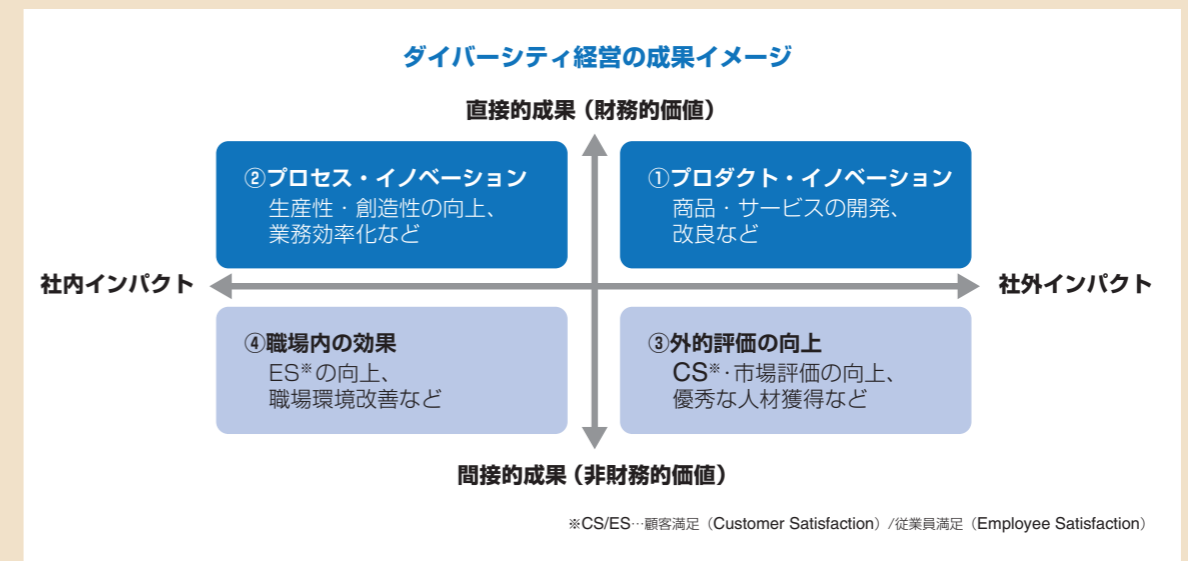 ダイバーシティ経営の成果イメージ
直接的成果（財務的価値）
②プロセス・イノベーション
生産性・創造性の向上、
業務効率化など
①プロダクト・イノベーション
商品・サービスの開発、
改良など
社内インパクト
社外インパクト
④職場内の効果
ES※の向上、
職場環境改善など
③外的評価の向上
CS※・市場評価の向上、
優秀な人材獲得など
間接的成果（非財務的価値）
※CS/ES…顧客満足（Customer Satisfaction）/従業員満足（Employee Satisfaction）